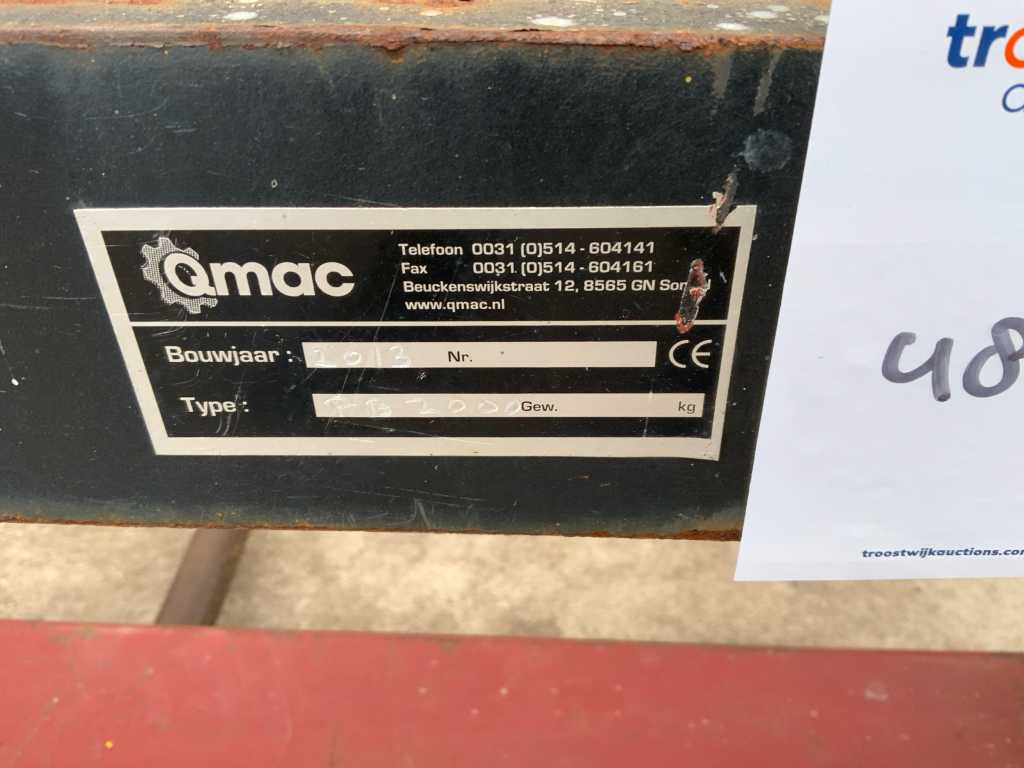 Qmac
Telefoon 0031 (0)514 - 604141
Fax 0031 (0)514 - 604161
Beuckenswijkstraat 12, 8565 GN
www.qmac.nl
Bouwjaar : 2013 Nr. CE
Type : 2000 Gew. kg
48
troostwijkauctions.com